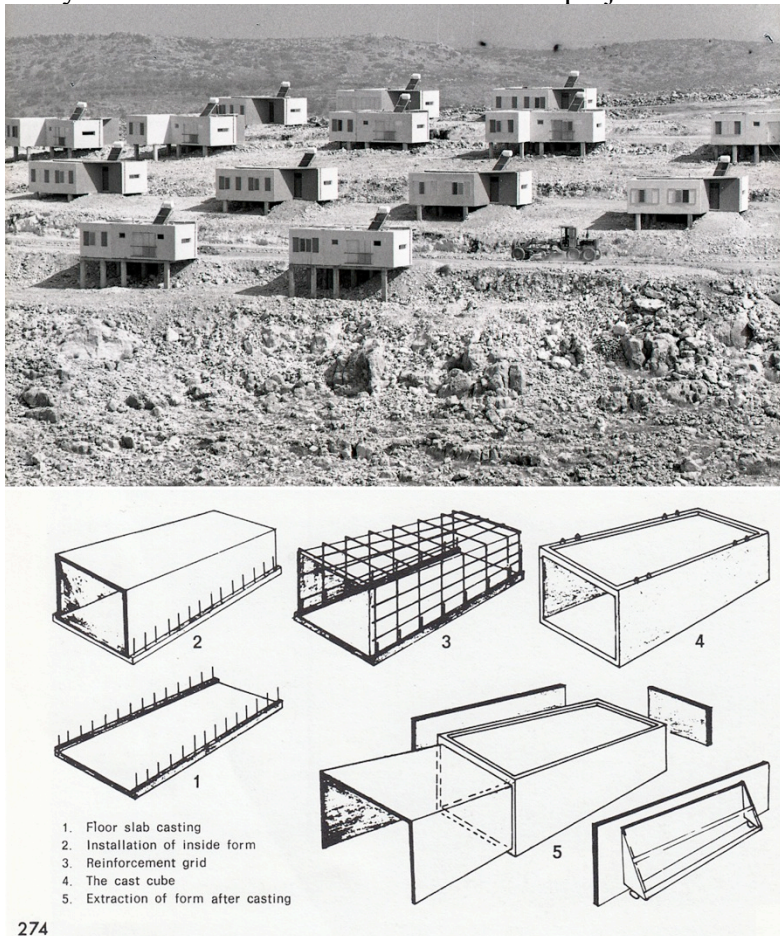 2
3
4
1
5
1. Floor slab casting
2. Installation of inside form
3. Reinforcement grid
4. The cast cube
5. Extraction of form after casting
274